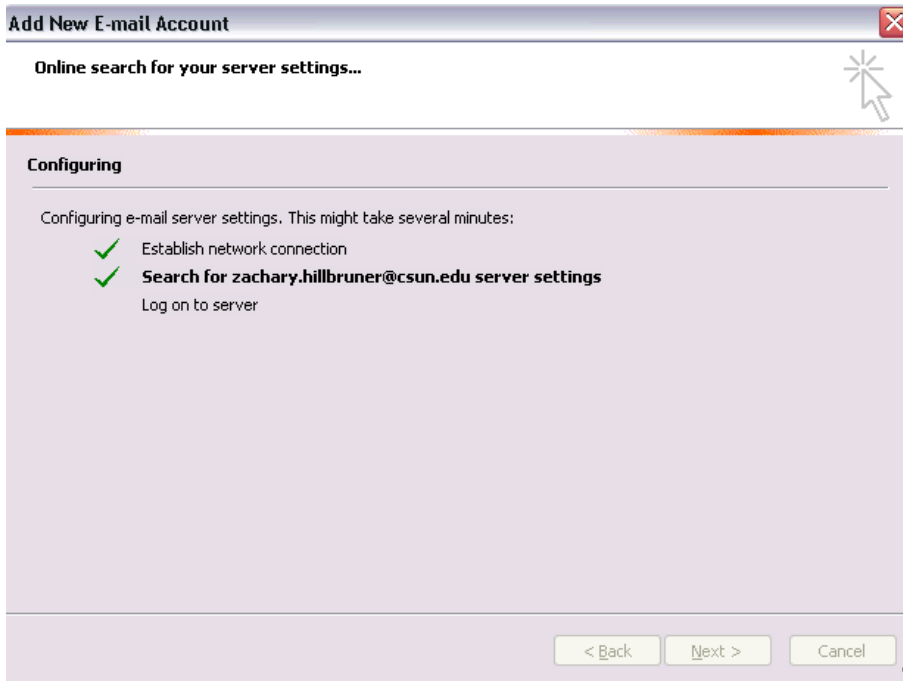 Add New E-mail Account
Online search for your server settings...
Configuring
Configuring e-mail server settings. This might take several minutes:
Establish network connection
Search for zachary.hillbruner@csun.edu server settings
Log on to server
< Back Next > Cancel